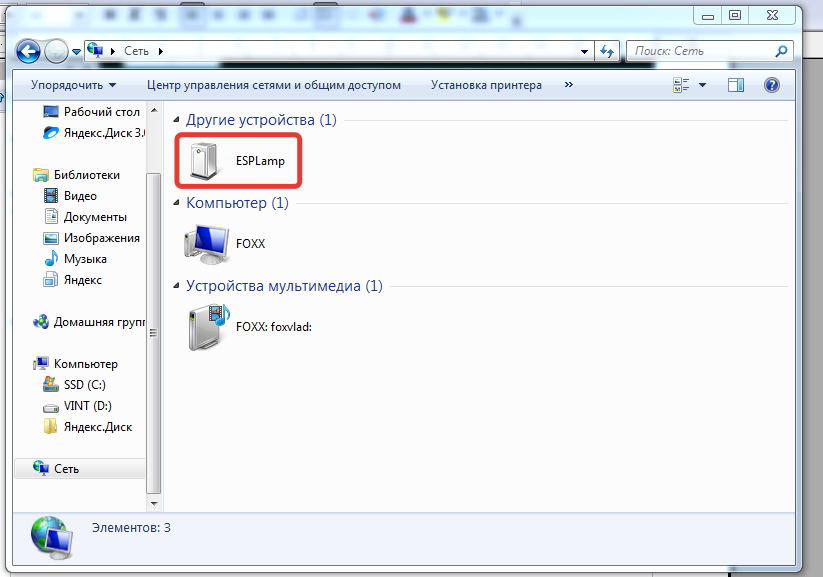 Сеть
Поиск: Сеть
Упорядочить
Центр управления сетями и общим доступом
Установка принтера
»
Рабочий стол
Яндекс.Диск 3.
Библиотеки
Видео
Документы
Изображения
Музыка
Яндекс
Домашняя груп
Компьютер
SSD (C:)
VINT (D:)
Яндекс.Диск
Сеть
Другие устройства (1)
ESPLamp
Компьютер (1)
FOXX
Устройства мультимедиа (1)
FOXX: foxvlad:
Элементов: 3